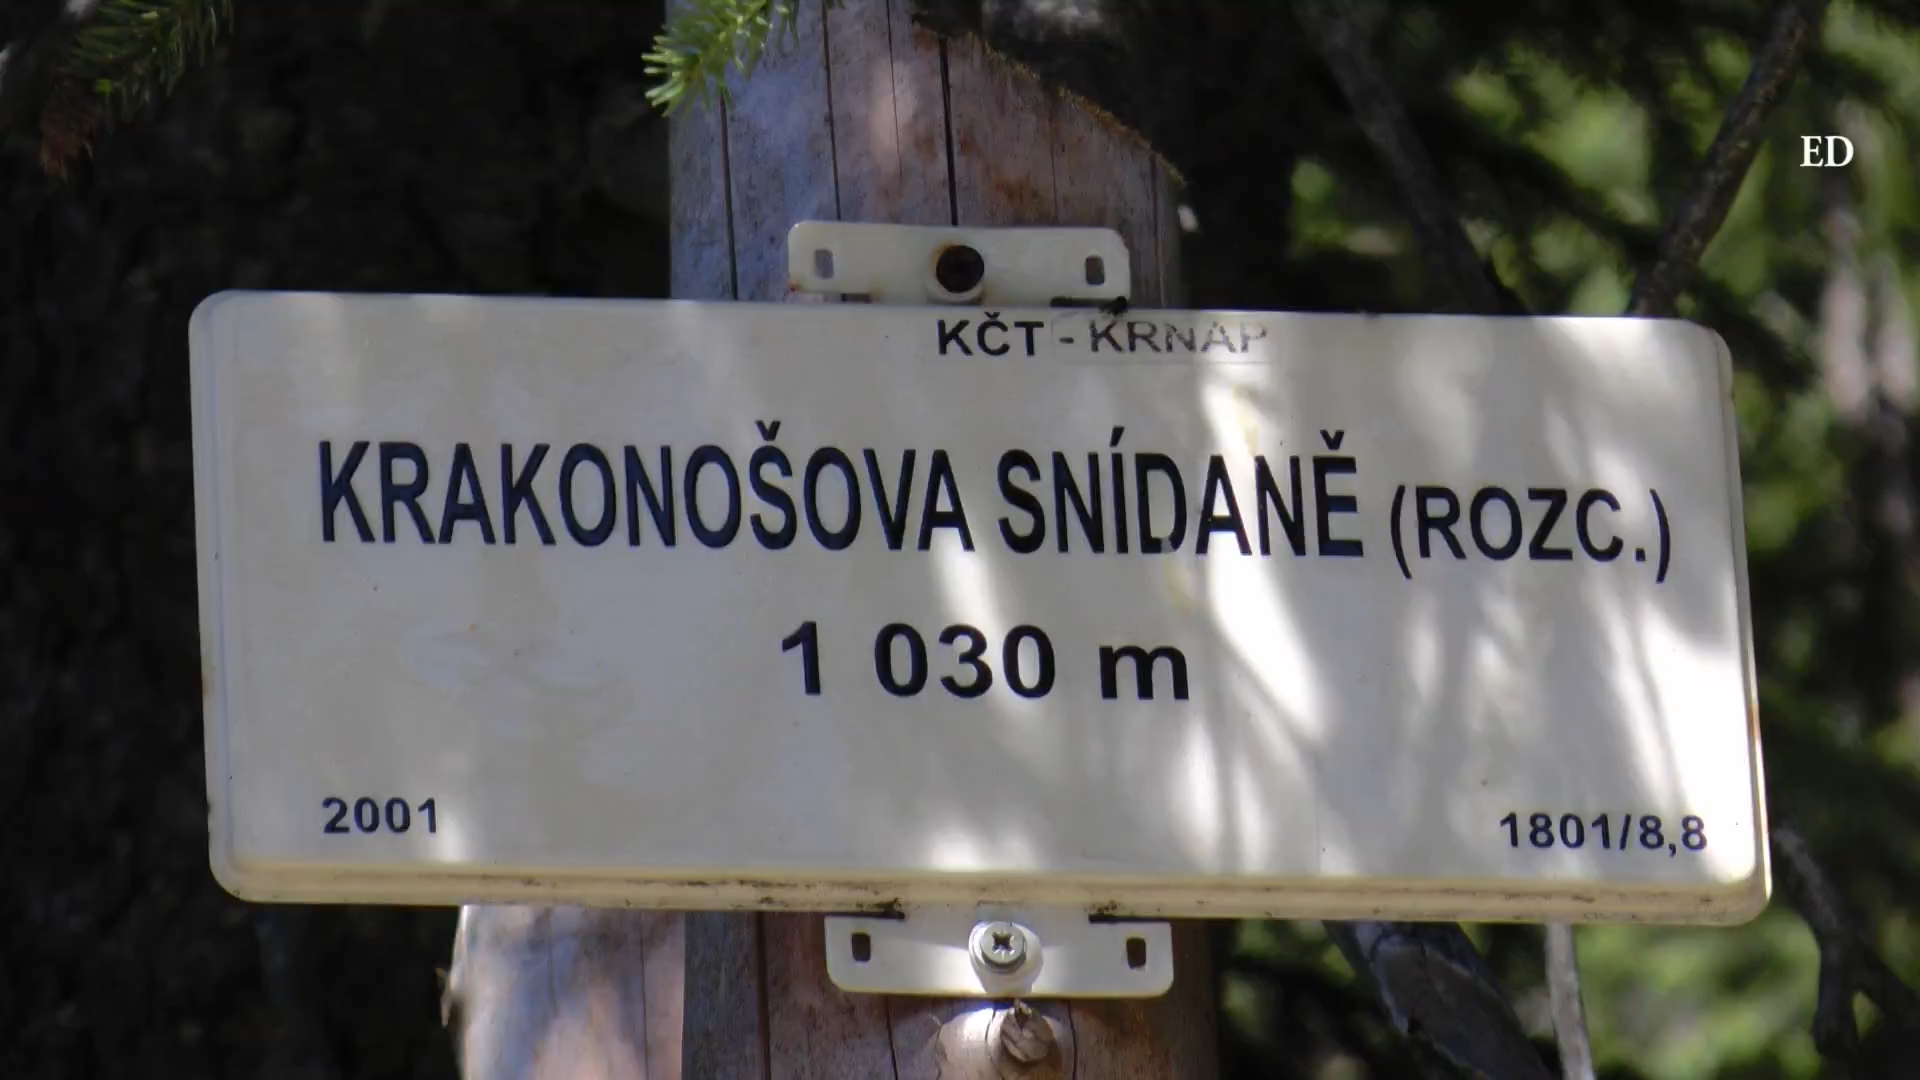 ED
KČT - KRNAP
KRAKONOŠOVA SNÍDANĚ (ROZC.)
1 030 m
2001 1801/8,8